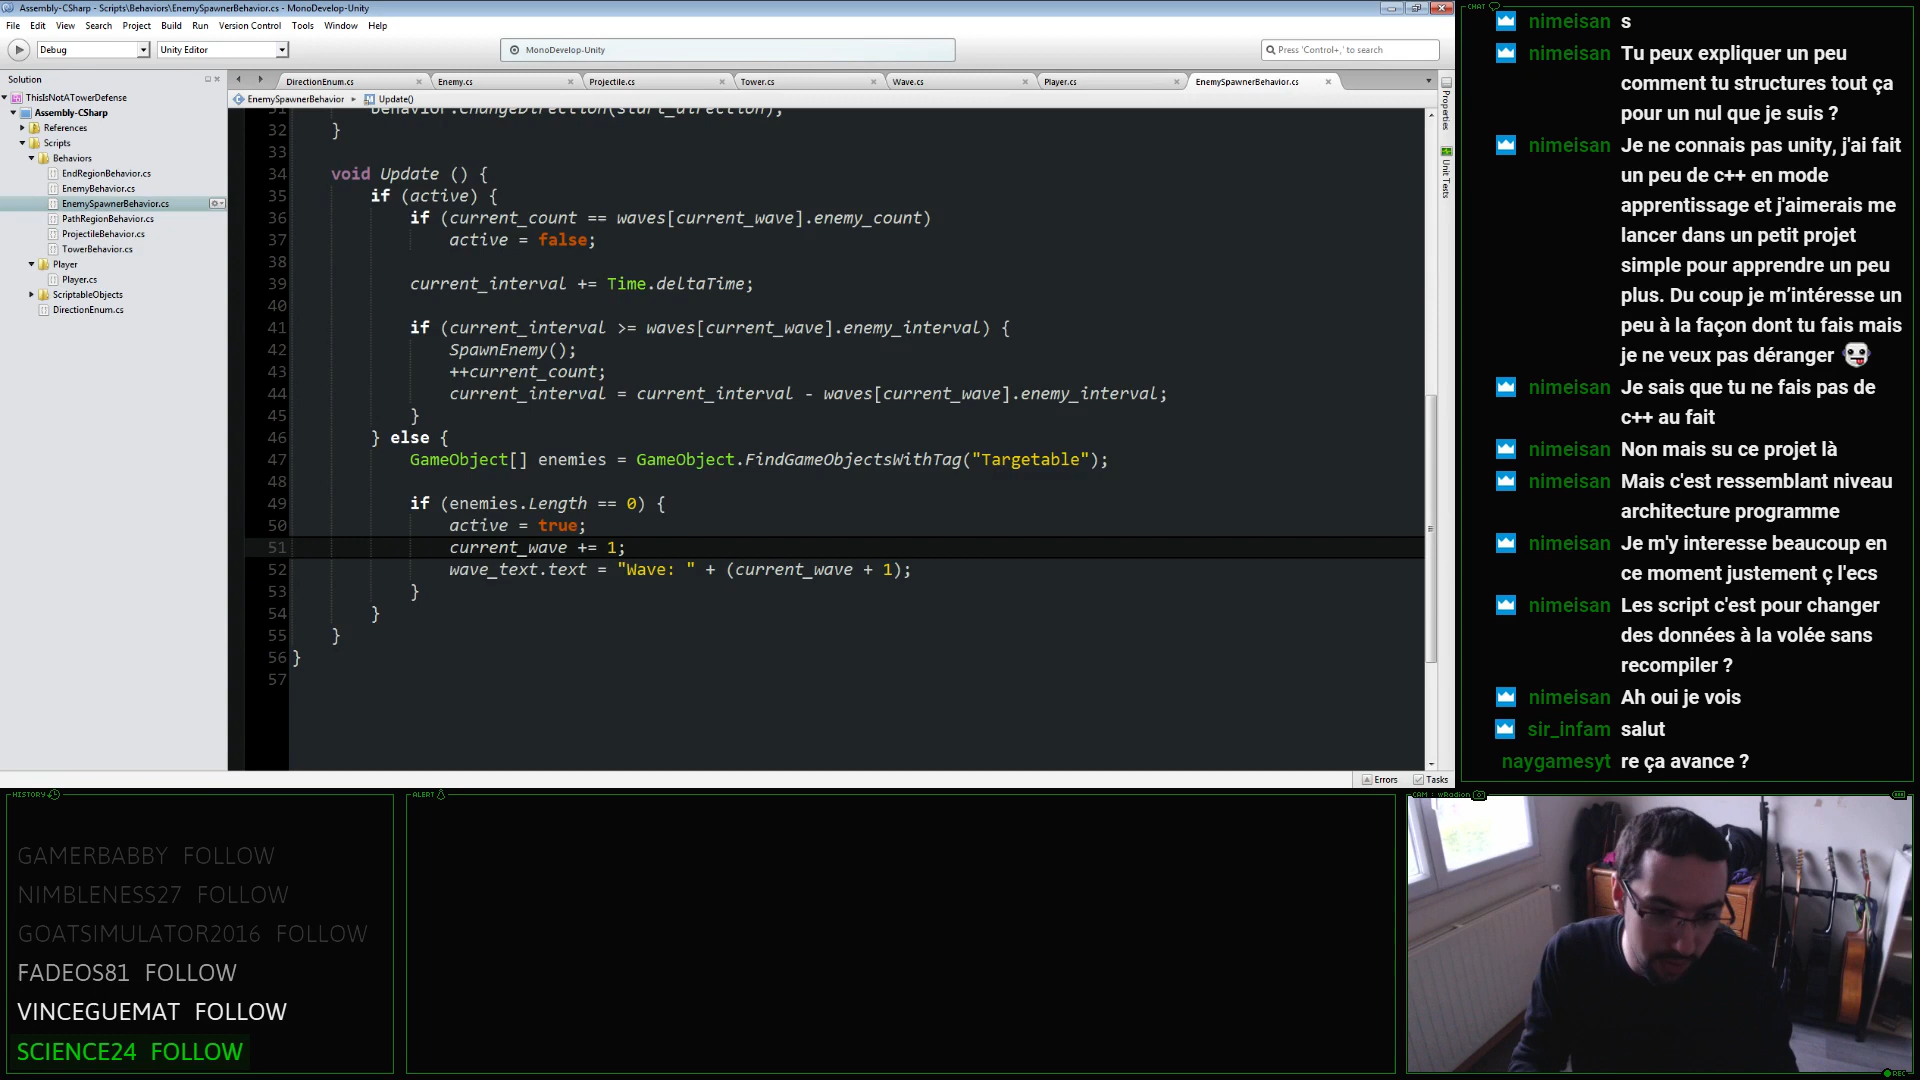 Assembly-CSharp - Scripts\Behaviors\EnemySpawnerBehavior.cs - MonoDevelop-Unity
File Edit View Search Project Build Run Version Control Tools Window Help
Debug Unity Editor MonoDevelop-Unity Press 'Control+,' to search
Solution
ThisIsNotATowerDefense
Assembly-CSharp
References
Scripts
Behaviors
EndRegionBehavior.cs
EnemyBehavior.cs
EnemySpawnerBehavior.cs
PathRegionBehavior.cs
ProjectileBehavior.cs
TowerBehavior.cs
Player
Player.cs
ScriptableObjects
DirectionEnum.cs
DirectionEnum.cs Enemy.cs Projectile.cs Tower.cs Wave.cs Player.cs EnemySpawnerBehavior.cs
EnemySpawnerBehavior Update()
31 Behavior.changeDirection(start_direction);
32 }
33
34 void Update () {
35 if (active) {
36 if (current_count == waves[current_wave].enemy_count)
37 active = false;
38
39 current_interval += Time.deltaTime;
40
41 if (current_interval >= waves[current_wave].enemy_interval) {
42 SpawnEnemy();
43 ++current_count;
44 current_interval = current_interval - waves[current_wave].enemy_interval;
45 }
46 } else {
47 GameObject[] enemies = GameObject.FindGameObjectsWithTag("Targetable");
48
49 if (enemies.Length == 0) {
50 active = true;
51 current_wave += 1;
52 wave_text.text = "Wave: " + (current_wave + 1);
53 }
54 }
55 }
56 }
57
Properties
Unit Tests
Errors Tasks
CHAT
nimeisan s
nimeisan Tu peux expliquer un peu
comment tu structures tout ça
pour un nul que je suis ?
nimeisan Je ne connais pas unity, j'ai fait
un peu de c++ en mode
apprentissage et j'aimerais me
lancer dans un petit projet
simple pour apprendre un peu
plus. Du coup je m’intéresse un
peu à la façon dont tu fais mais
je ne veux pas déranger
nimeisan Je sais que tu ne fais pas de
c++ au fait
nimeisan Non mais su ce projet là
nimeisan Mais c'est ressemblant niveau
architecture programme
nimeisan Je m'y interesse beaucoup en
ce moment justement ç l'ecs
nimeisan Les script c'est pour changer
des données à la volée sans
recompiler ?
nimeisan Ah oui je vois
sir_infam salut
naygamesyt re ça avance ?
HISTORY
GAMERBABBY FOLLOW
NIMBLENESS27 FOLLOW
GOATSIMULATOR2016 FOLLOW
FADEOS81 FOLLOW
VINCEGUEMAT FOLLOW
SCIENCE24 FOLLOW
ALERT
CAM : wRadion
REC